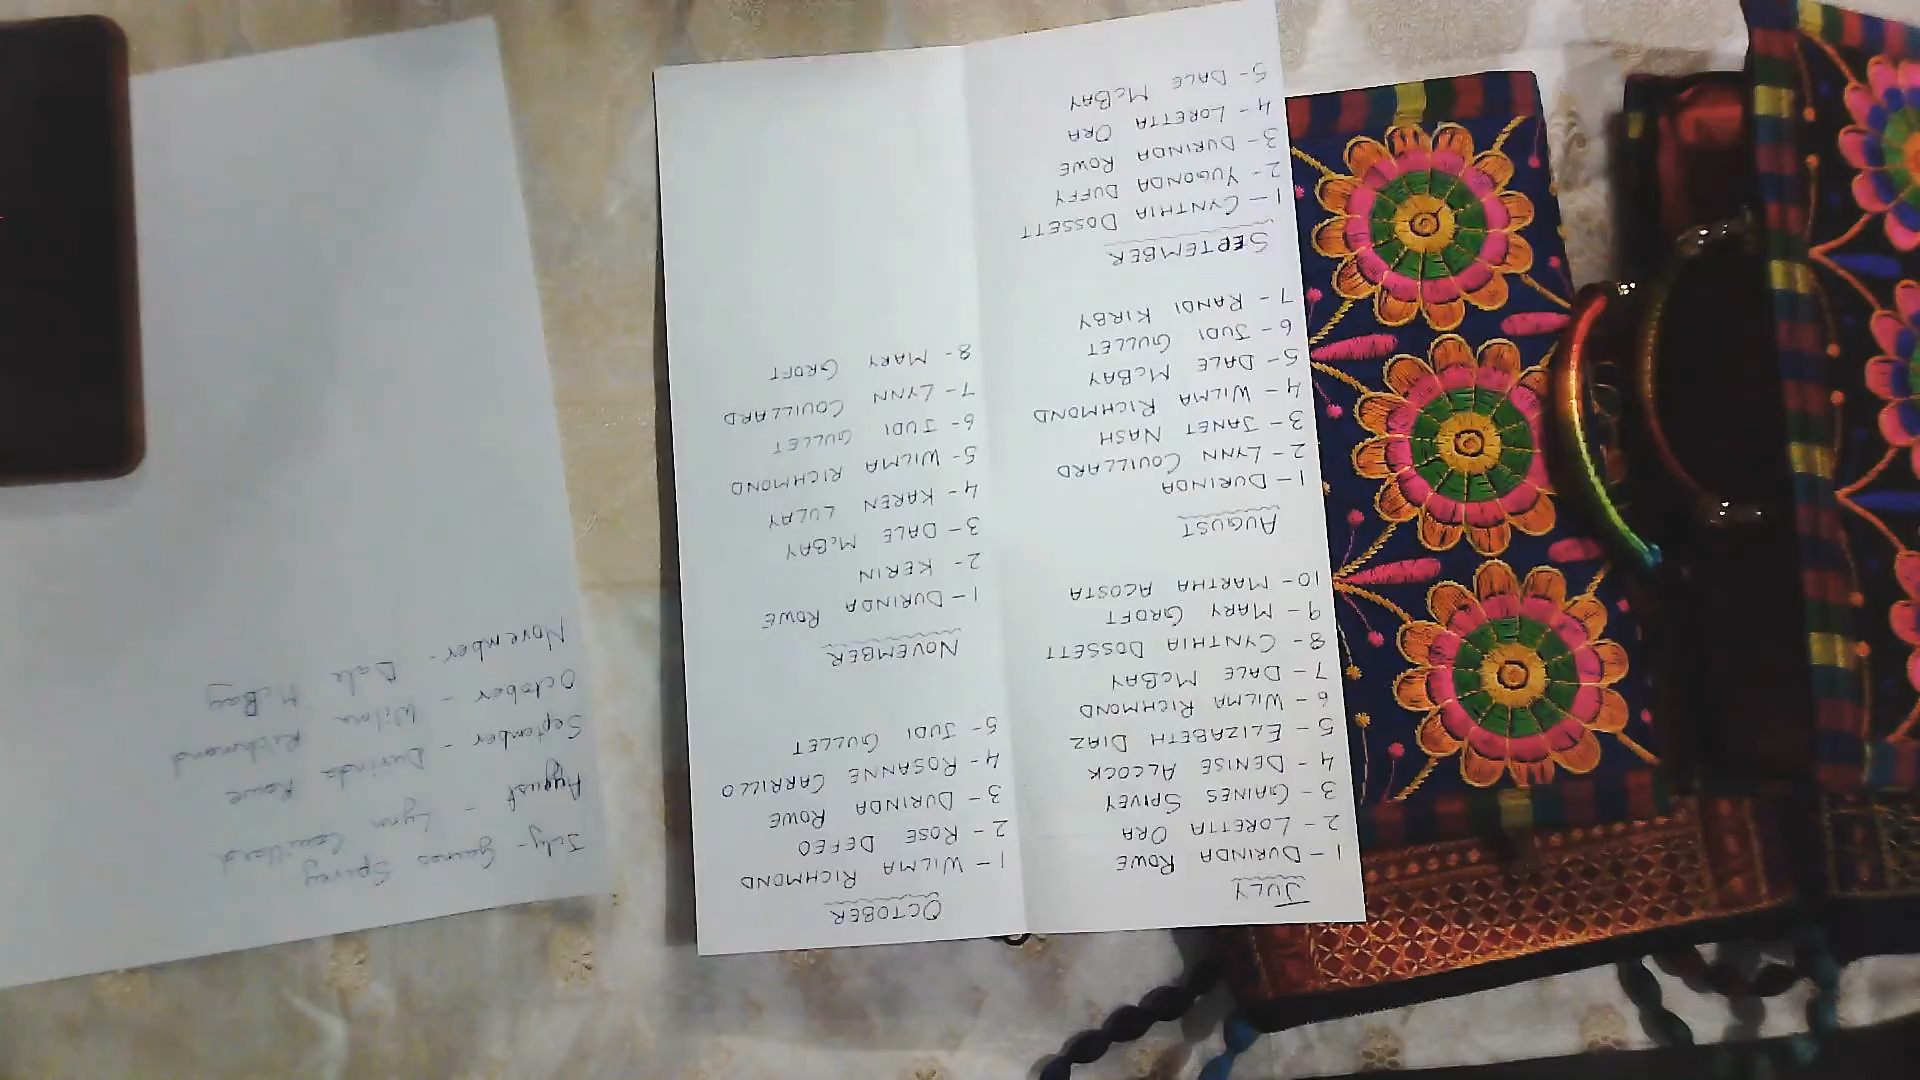 JULY
1 - DURINDA ROWE
2 - LORETTA ORA
3 - GAINES SPIVEY
4 - DENISE ALCOCK
5 - ELIZABETH DIAZ
6 - WILMA RICHMOND
7 - DALE McBAY
8 - CYNTHIA DOSSETT
9 - MARY GROFT
10 - MARTHA ACOSTA
AUGUST
1 - DURINDA
2 - LYNN COUILLARD
3 - JANET NASH
4 - WILMA RICHMOND
5 - DALE McBAY
6 - JUDI GULLET
7 - RANDI KIRBY
SEPTEMBER
1 - CYNTHIA DOSSETT
2 - YUGONDA DUFFY
3 - DURINDA ROWE
4 - LORETTA ORA
5 - DALE McBAY
OCTOBER
1 - WILMA RICHMOND
2 - ROSE DEFEO
3 - DURINDA ROWE
4 - ROSANNE CARRILLO
5 - JUDI GULLET
NOVEMBER
1 - DURINDA ROWE
2 - KERIN
3 - DALE McBAY
4 - KAREN LULAY
5 - WILMA RICHMOND
6 - JUDI GULLET
7 - LYNN COUILLARD
8 - MARY GROFT
July - Gaines Spivey
August - Lynn Couillard
September - Durinda Rowe
October - Wilma Richmond
November - Dale McBay